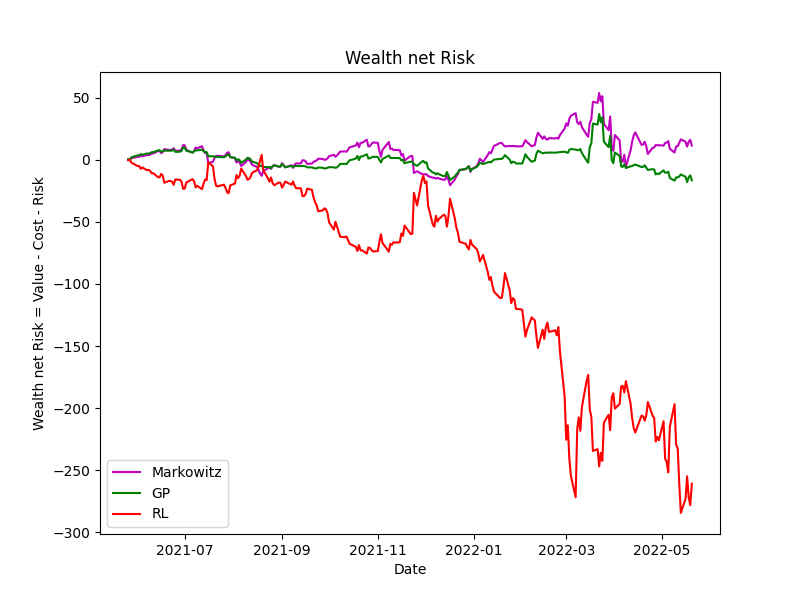 Wealth net Risk
Wealth net Risk = Value - Cost - Risk
50
0
−50
−100
−150
−200
−250
−300
Markowitz
GP
RL
2021-07 2021-09 2021-11 2022-01 2022-03 2022-05
Date